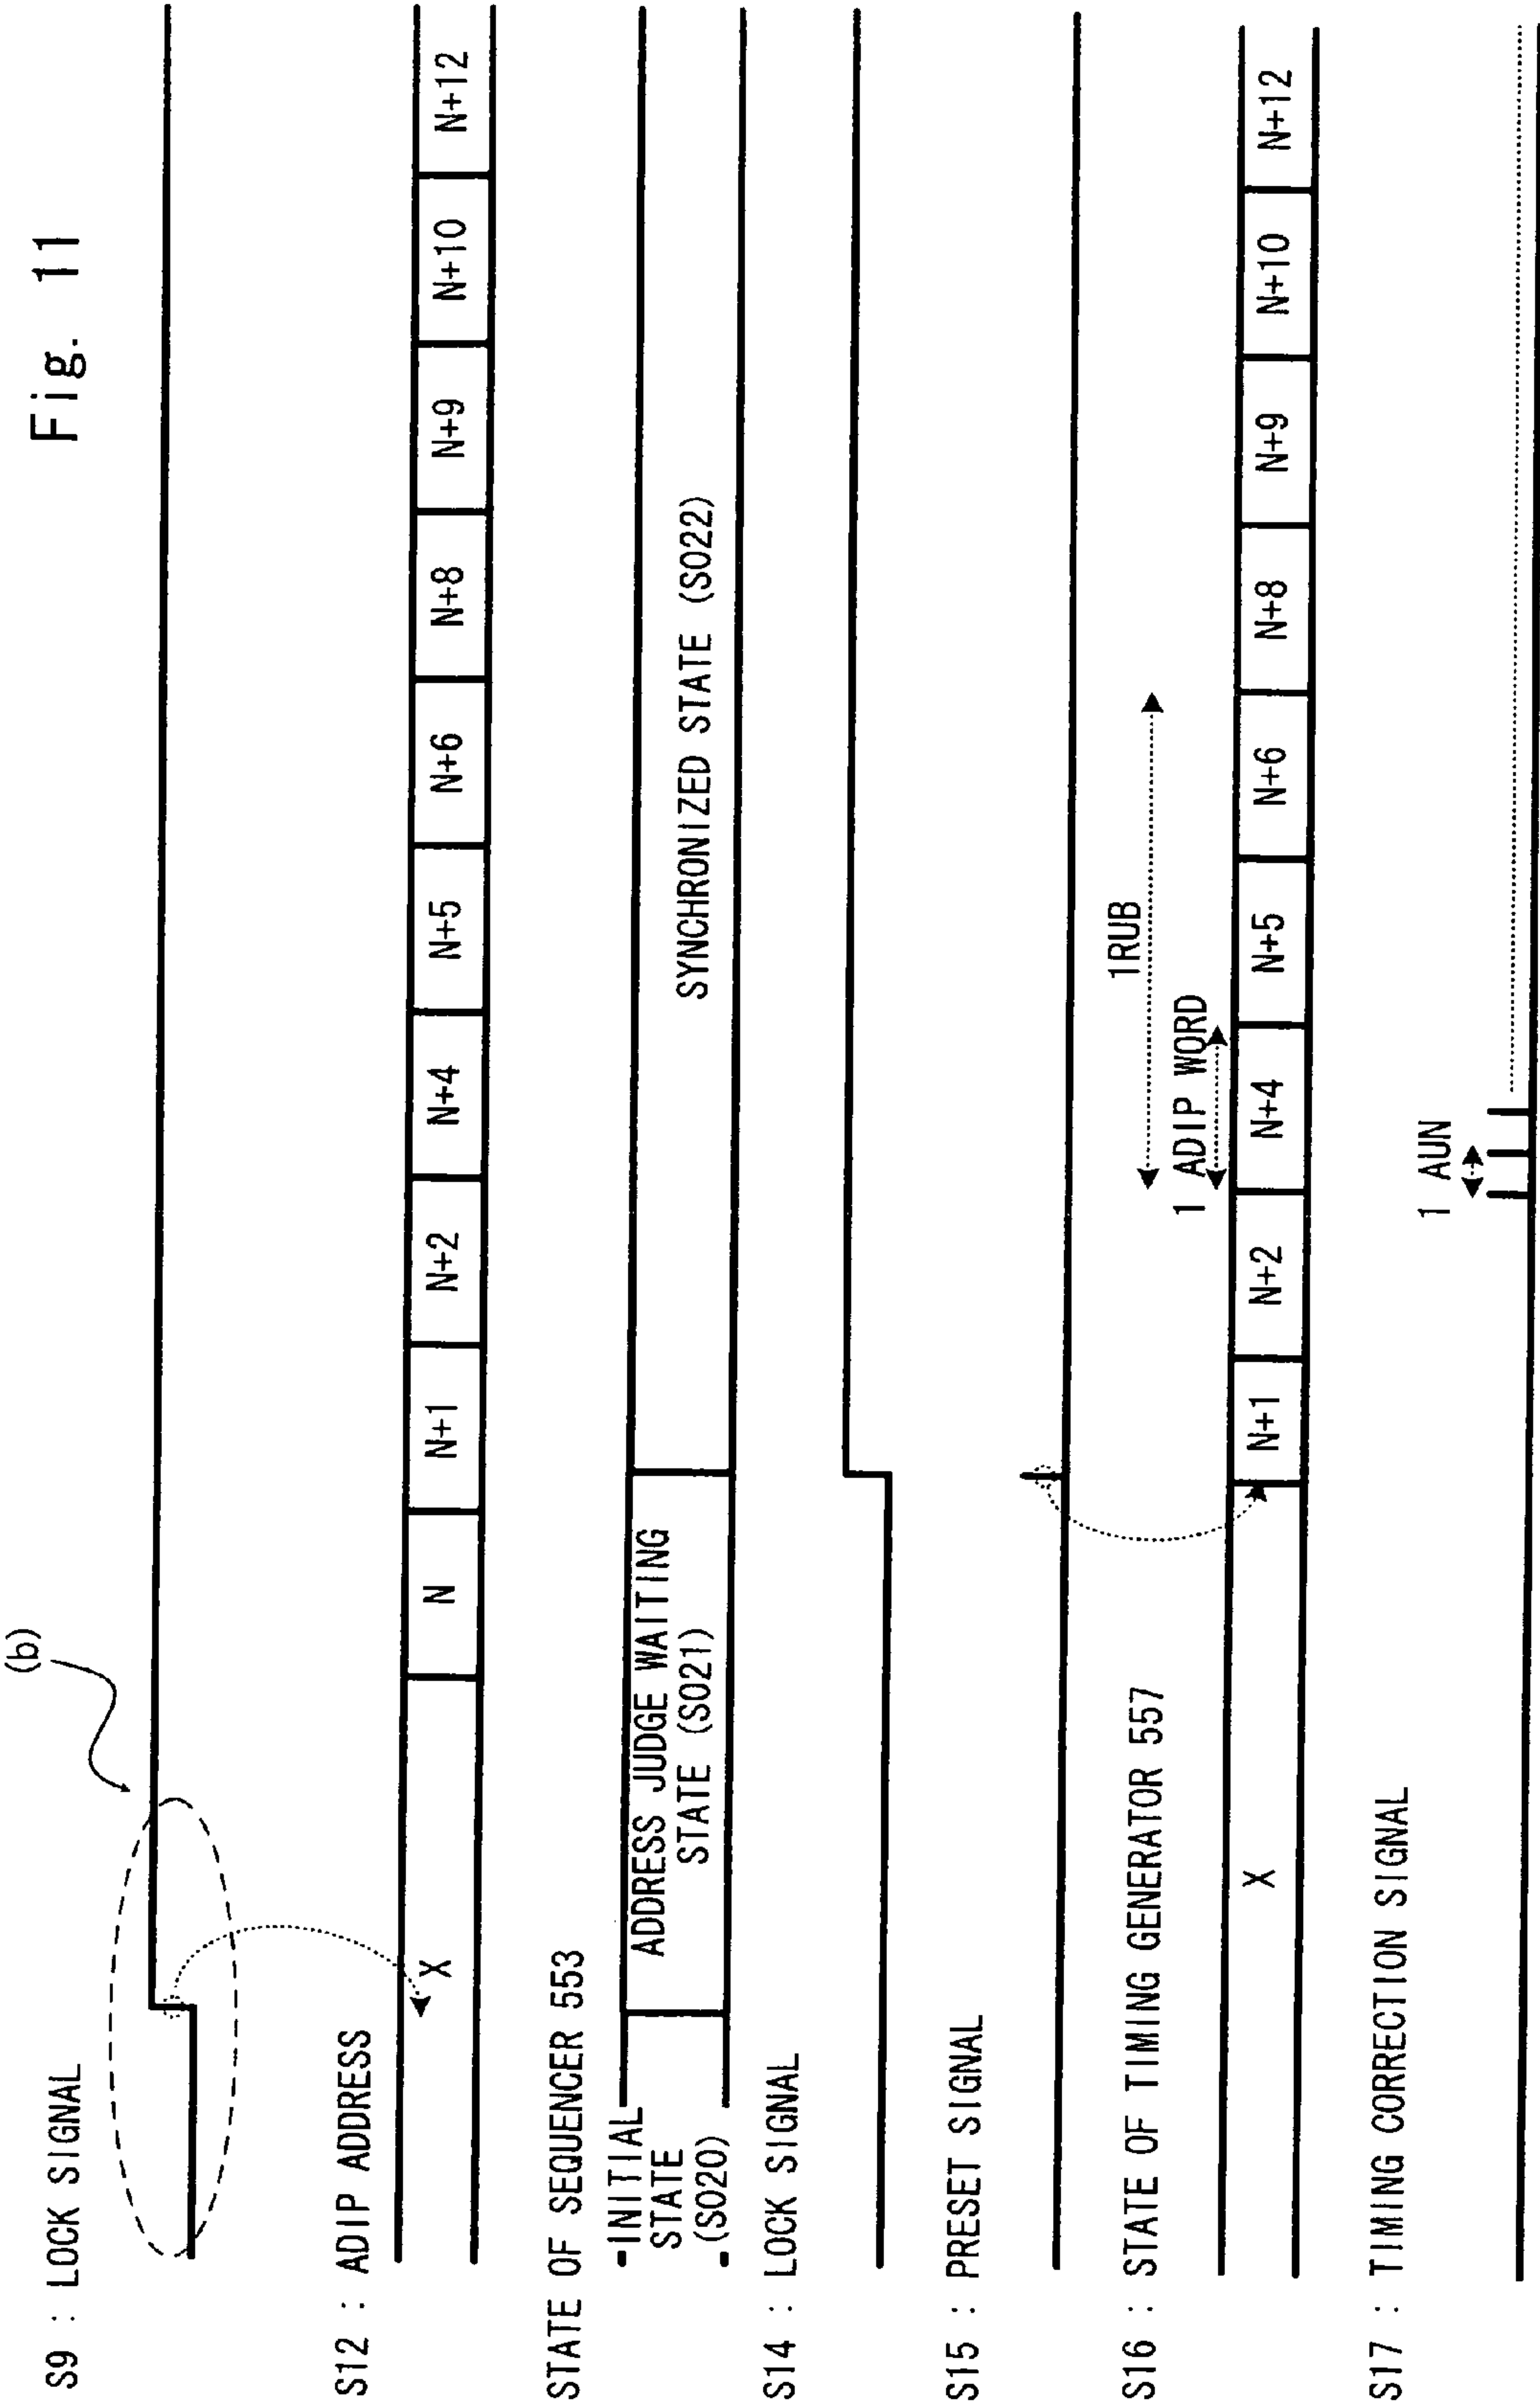 Fig. 11
(b)
S9 : LOCK SIGNAL
S12 : ADIP ADDRESS
X
N
N+1
N+2
N+4
N+5
N+6
N+8
N+9
N+10
N+12
STATE OF SEQUENCER 553
INITIAL
STATE
(S020)
ADDRESS JUDGE WAITING
STATE (S021)
SYNCHRONIZED STATE (S022)
S14 : LOCK SIGNAL
S15 : PRESET SIGNAL
1RUB
1 ADIP WORD
S16 : STATE OF TIMING GENERATOR 557
X
N+1
N+2
N+4
N+5
N+6
N+8
N+9
N+10
N+12
1 AUN
S17 : TIMING CORRECTION SIGNAL